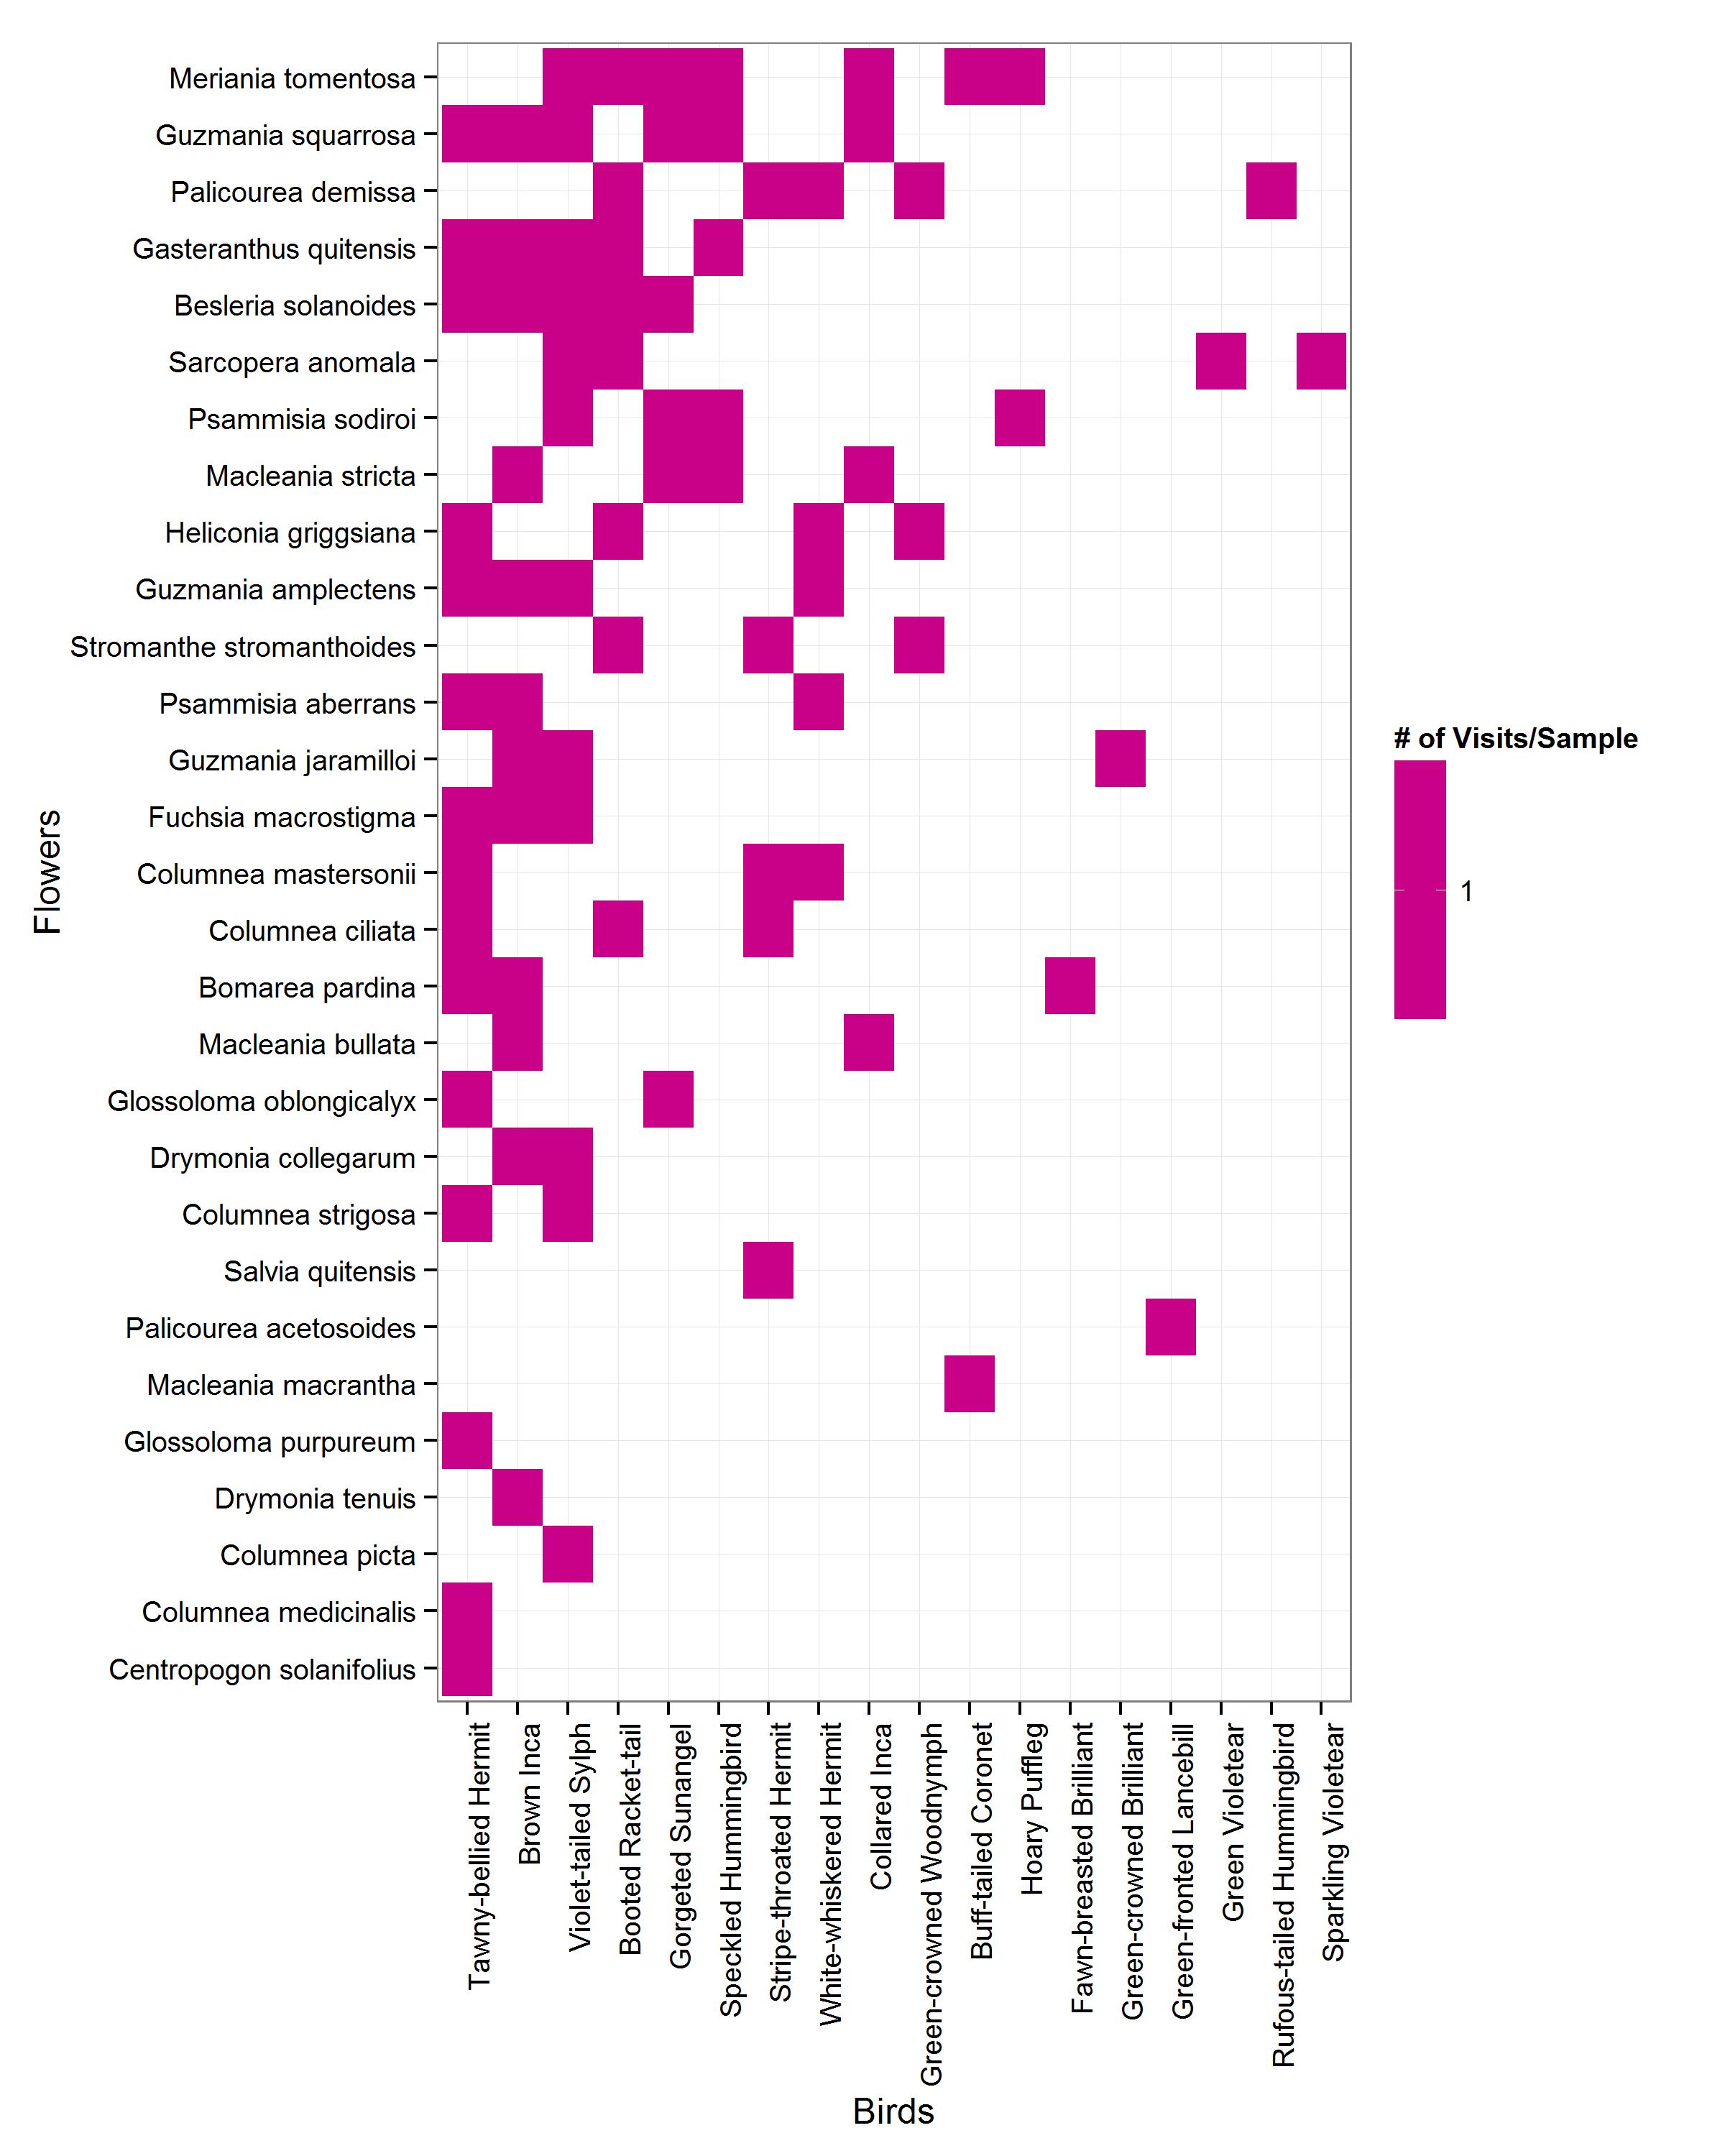 Meriania tomentosa
Guzmania squarrosa
Palicourea demissa
Gasteranthus quitensis
Besleria solanoides
Sarcopera anomala
Psammisia sodiroi
Macleania stricta
Heliconia griggsiana
Guzmania amplectens
Stromanthe stromanthoides
Psammisia aberrans
Guzmania jaramilloi
Fuchsia macrostigma
Columnea mastersonii
Columnea ciliata
Bomarea pardina
Macleania bullata
Glossoloma oblongicalyx
Drymonia collegarum
Columnea strigosa
Salvia quitensis
Palicourea acetosoides
Macleania macrantha
Glossoloma purpureum
Drymonia tenuis
Columnea picta
Columnea medicinalis
Centropogon solanifolius
Flowers
# of Visits/Sample
1
Tawny-bellied Hermit
Brown Inca
Violet-tailed Sylph
Booted Racket-tail
Gorgeted Sunangel
Speckled Hummingbird
Stripe-throated Hermit
White-whiskered Hermit
Collared Inca
Green-crowned Woodnymph
Buff-tailed Coronet
Hoary Puffleg
Fawn-breasted Brilliant
Green-crowned Brilliant
Green-fronted Lancebill
Green Violetear
Rufous-tailed Hummingbird
Sparkling Violetear
Birds